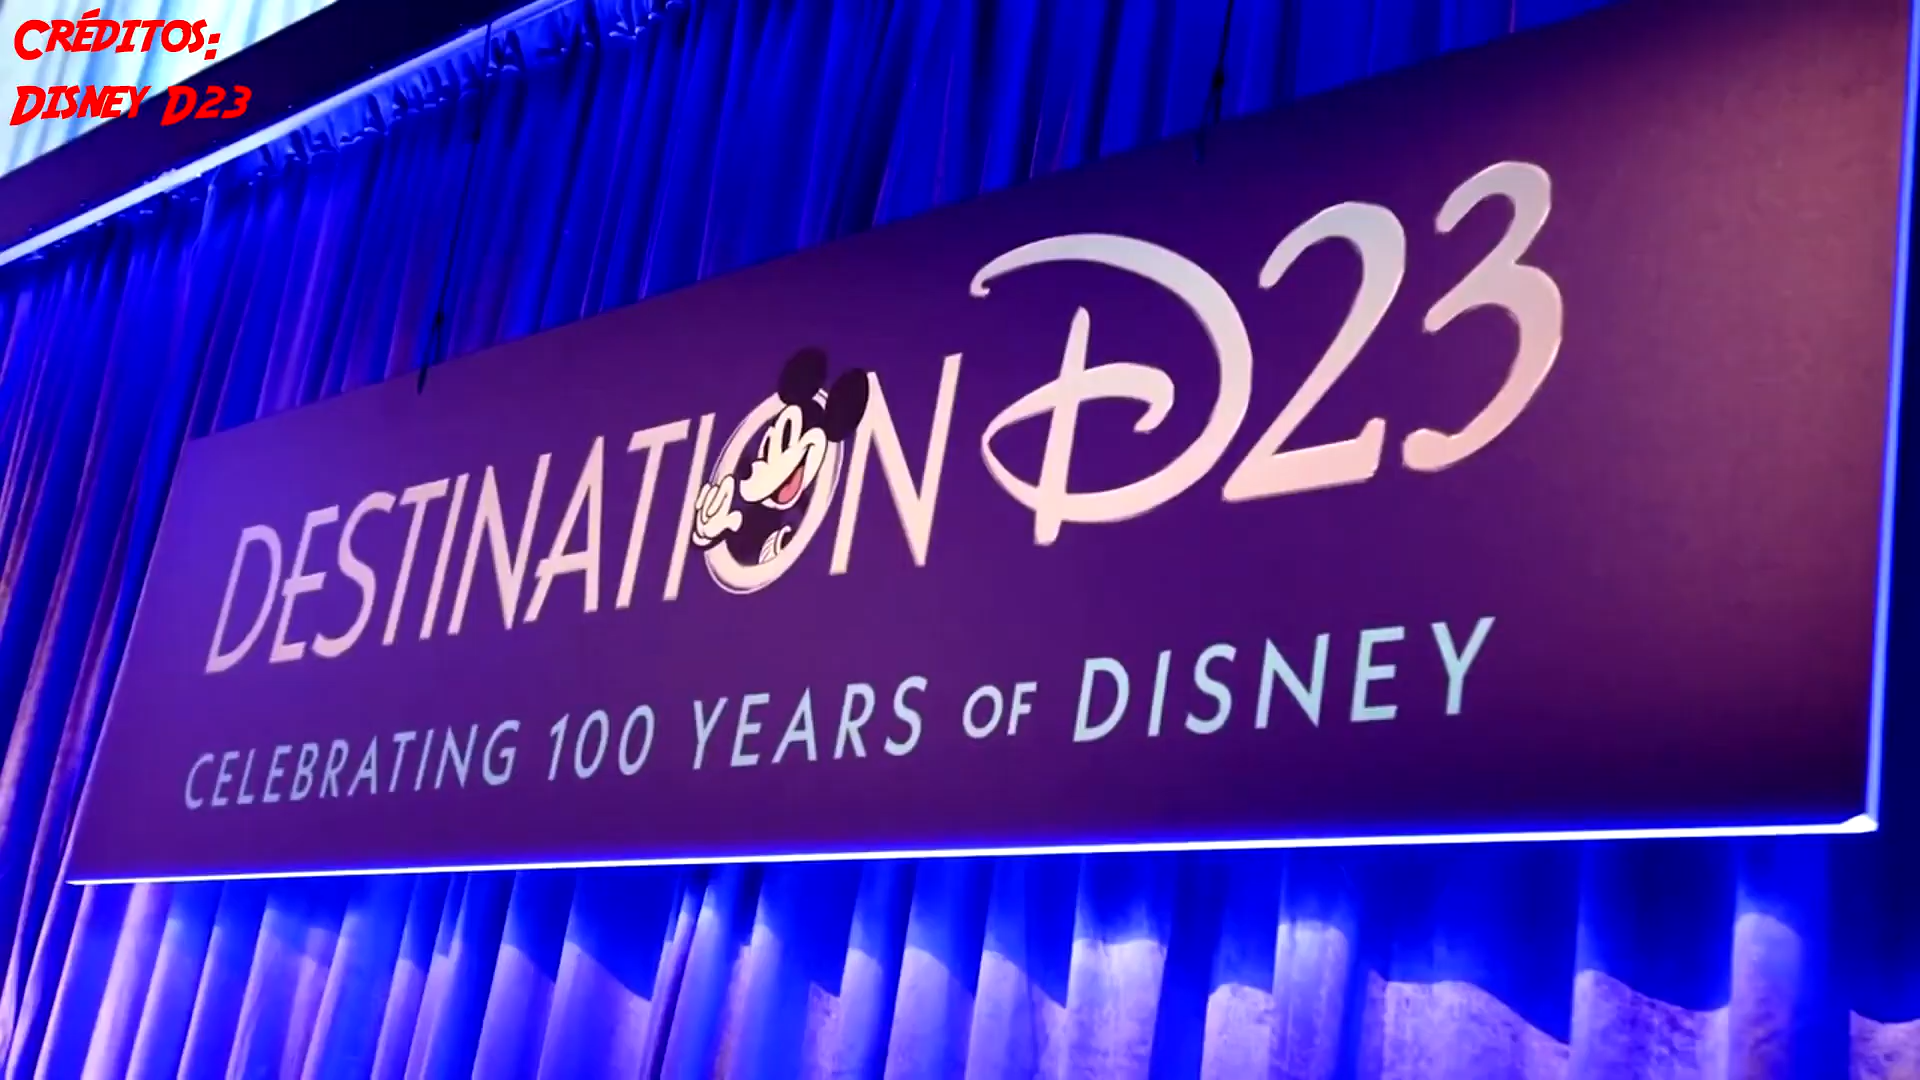 Créditos:
Disney D23
DESTINATION D23
CELEBRATING 100 YEARS OF DISNEY